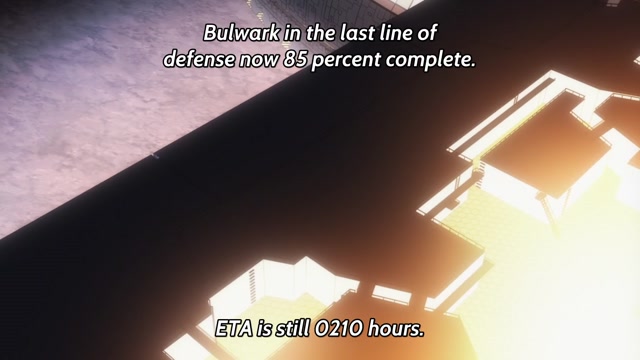 Bulwark in the last line of
defense now 85 percent complete.
ETA is still 0210 hours.